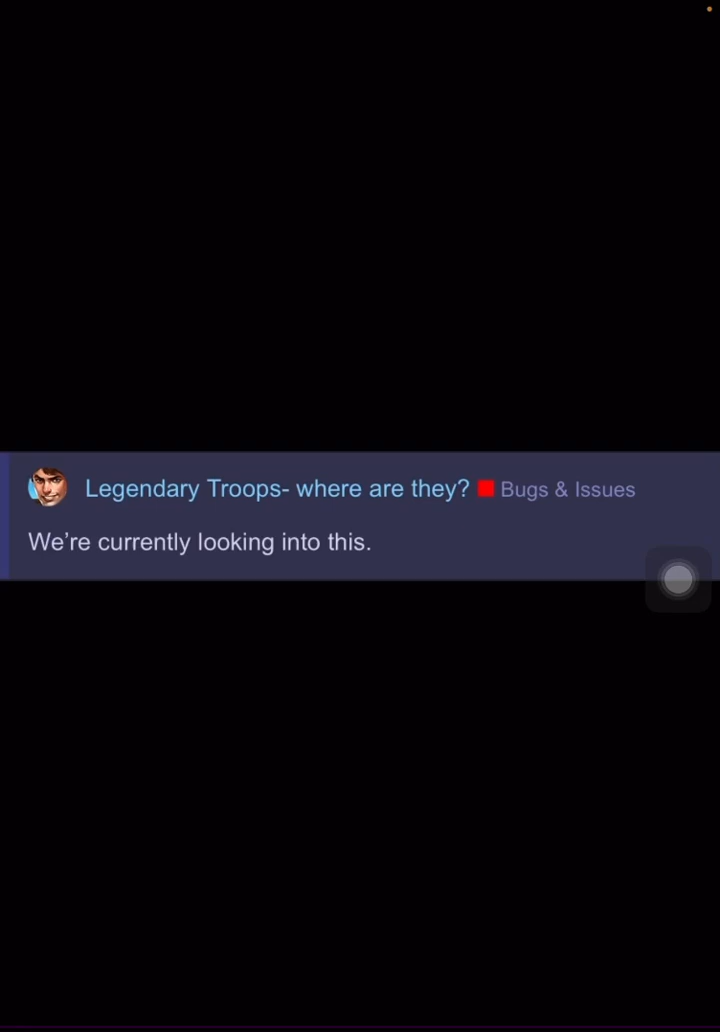 Legendary Troops- where are they? Bugs & Issues
We’re currently looking into this.